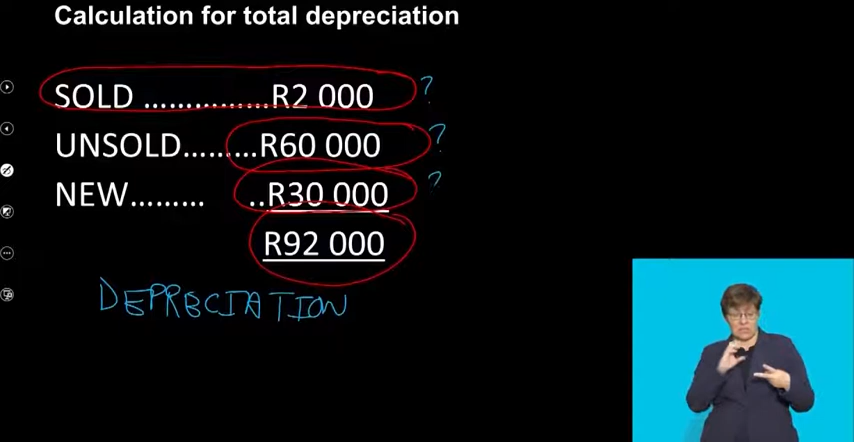 Calculation for total depreciation
SOLD ...............R2 000 ?
UNSOLD.........R60 000 ?
NEW......... ..R30 000 ?
R92 000
DEPRECIATION